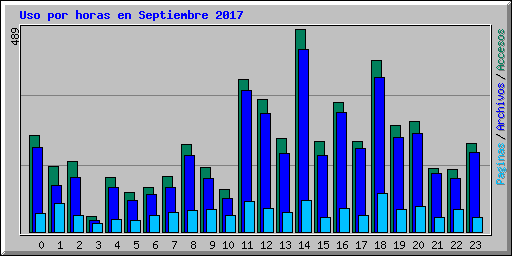 Uso por horas en Septiembre 2017
489
Paginas / Archivos / Accesos
0 1 2 3 4 5 6 7 8 9 10 11 12 13 14 15 16 17 18 19 20 21 22 23